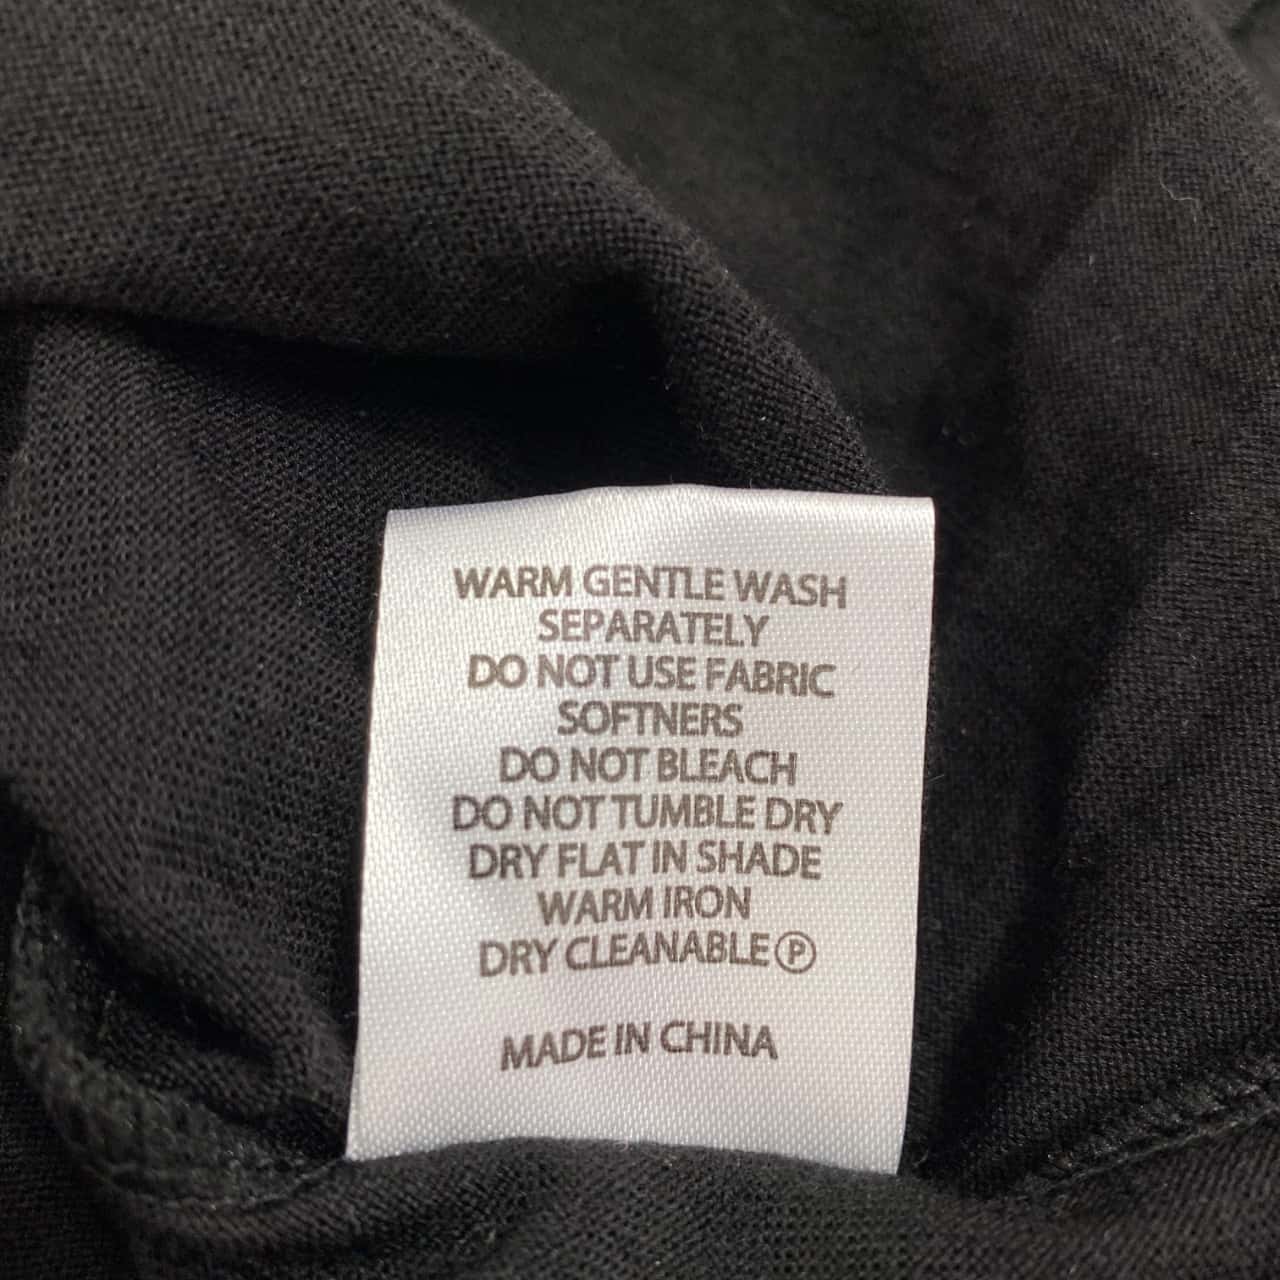 WARM GENTLE WASH
SEPARATELY
DO NOT USE FABRIC
SOFTNERS
DO NOT BLEACH
DO NOT TUMBLE DRY
DRY FLAT IN SHADE
WARM IRON
DRY CLEANABLE Ⓟ
MADE IN CHINA